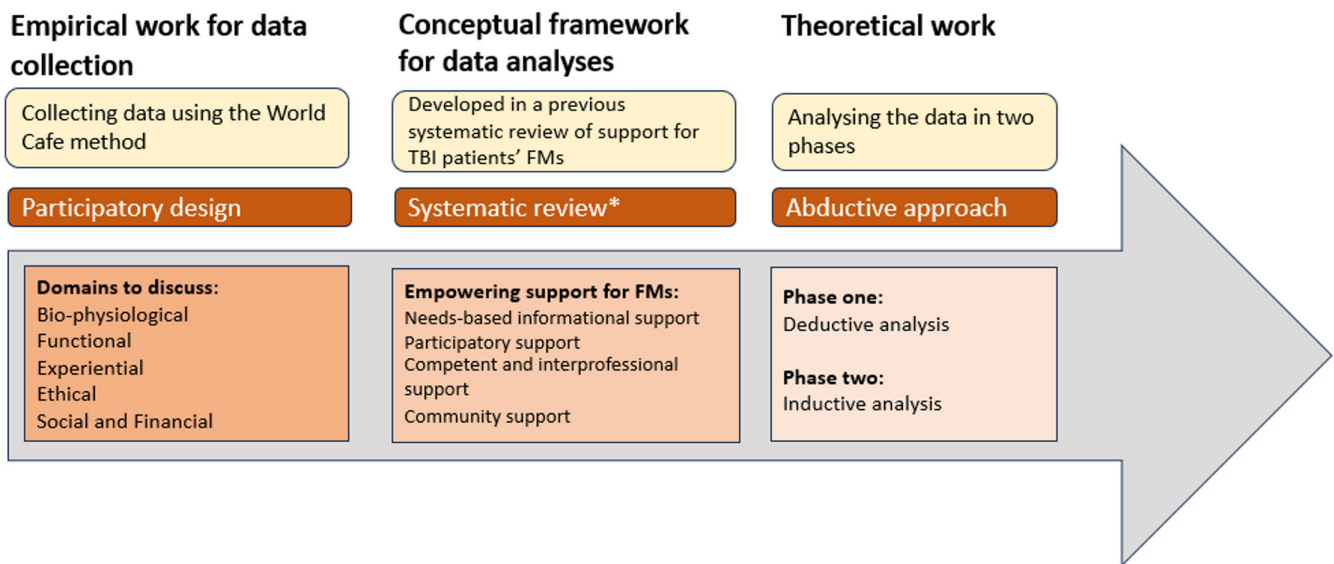 Empirical work for data
collection
Collecting data using the World
Cafe method
Participatory design
Domains to discuss:
Bio-physiological
Functional
Experiential
Ethical
Social and Financial
Conceptual framework
for data analyses
Developed in a previous
systematic review of support for
TBI patients’ FMs
Systematic review*
Empowering support for FMs:
Needs-based informational support
Participatory support
Competent and interprofessional
support
Community support
Theoretical work
Analysing the data in two
phases
Abductive approach
Phase one:
Deductive analysis
Phase two:
Inductive analysis